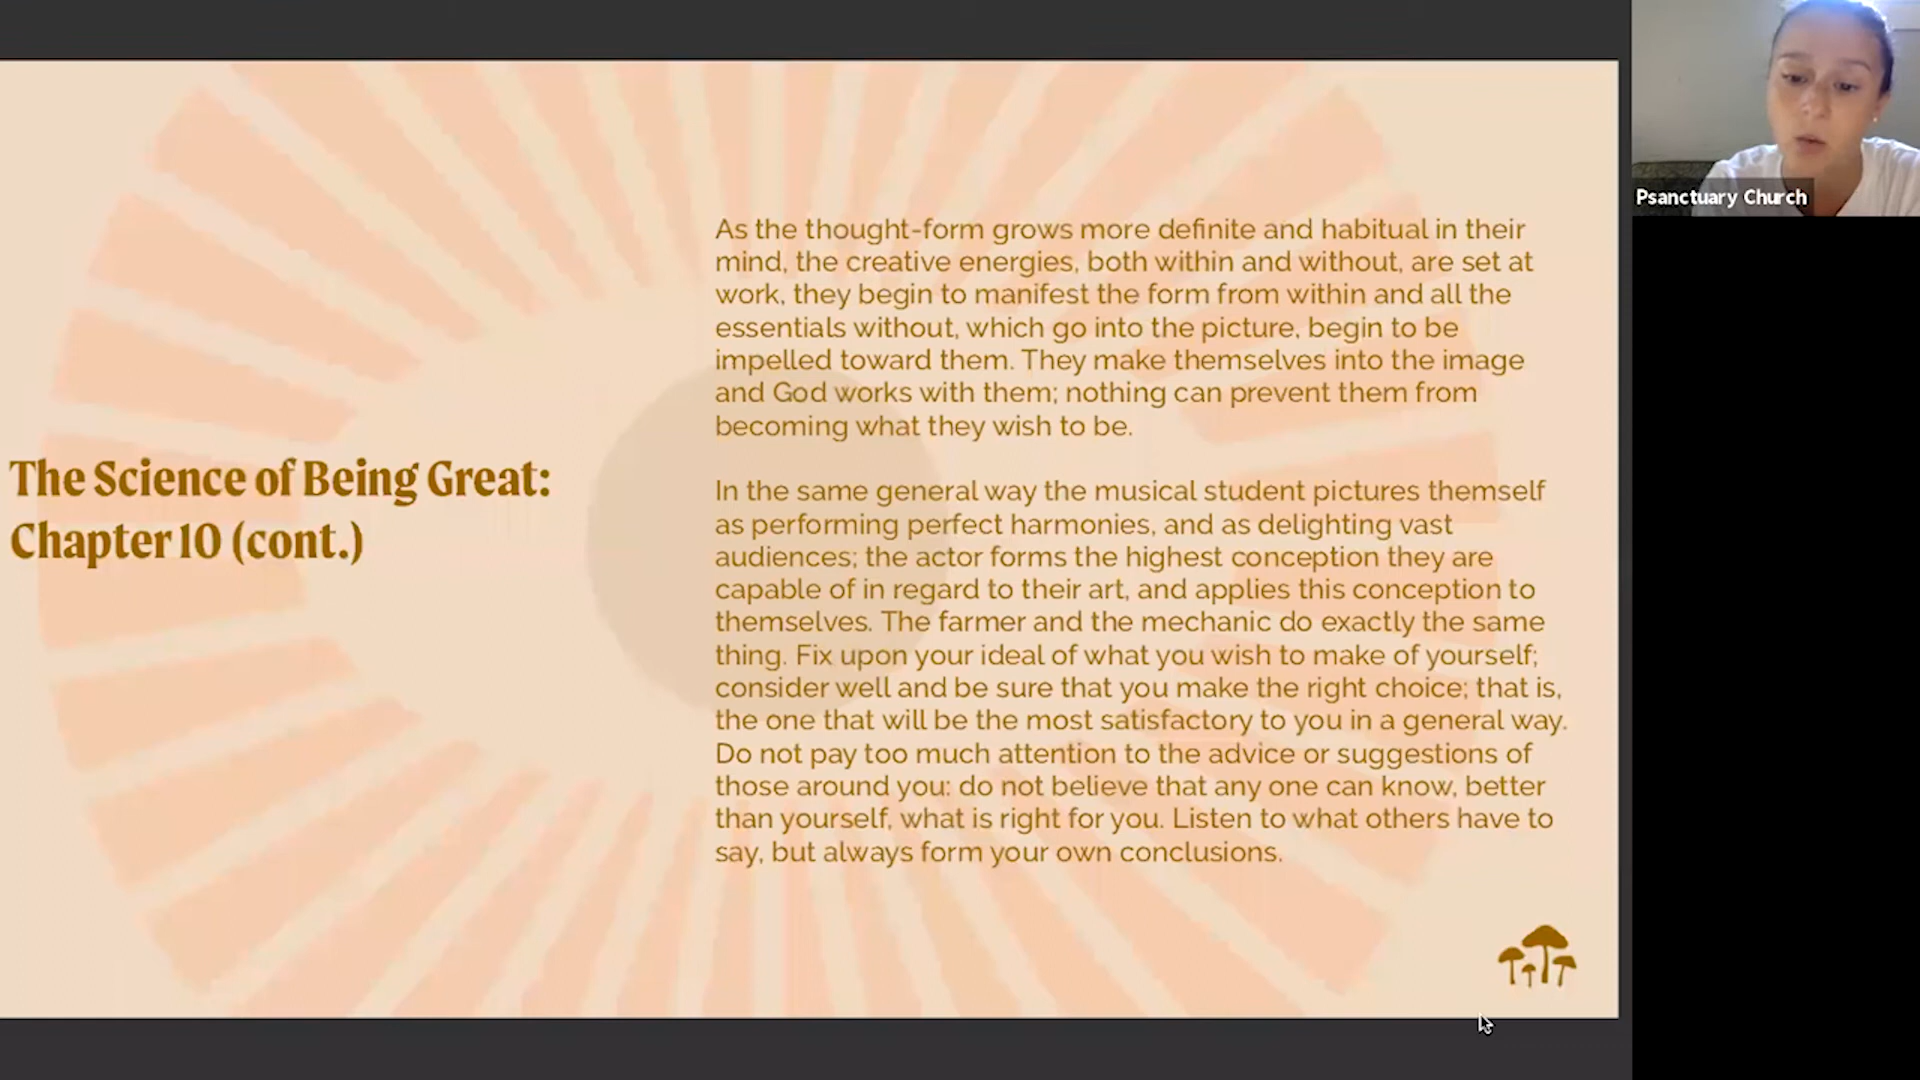 The Science of Being Great:
Chapter 10 (cont.)
As the thought-form grows more definite and habitual in their
mind, the creative energies, both within and without, are set at
work, they begin to manifest the form from within and all the
essentials without, which go into the picture, begin to be
impelled toward them. They make themselves into the image
and God works with them; nothing can prevent them from
becoming what they wish to be.
In the same general way the musical student pictures themself
as performing perfect harmonies, and as delighting vast
audiences; the actor forms the highest conception they are
capable of in regard to their art, and applies this conception to
themselves. The farmer and the mechanic do exactly the same
thing. Fix upon your ideal of what you wish to make of yourself;
consider well and be sure that you make the right choice; that is,
the one that will be the most satisfactory to you in a general way.
Do not pay too much attention to the advice or suggestions of
those around you: do not believe that any one can know, better
than yourself, what is right for you. Listen to what others have to
say, but always form your own conclusions.
Psanctuary Church